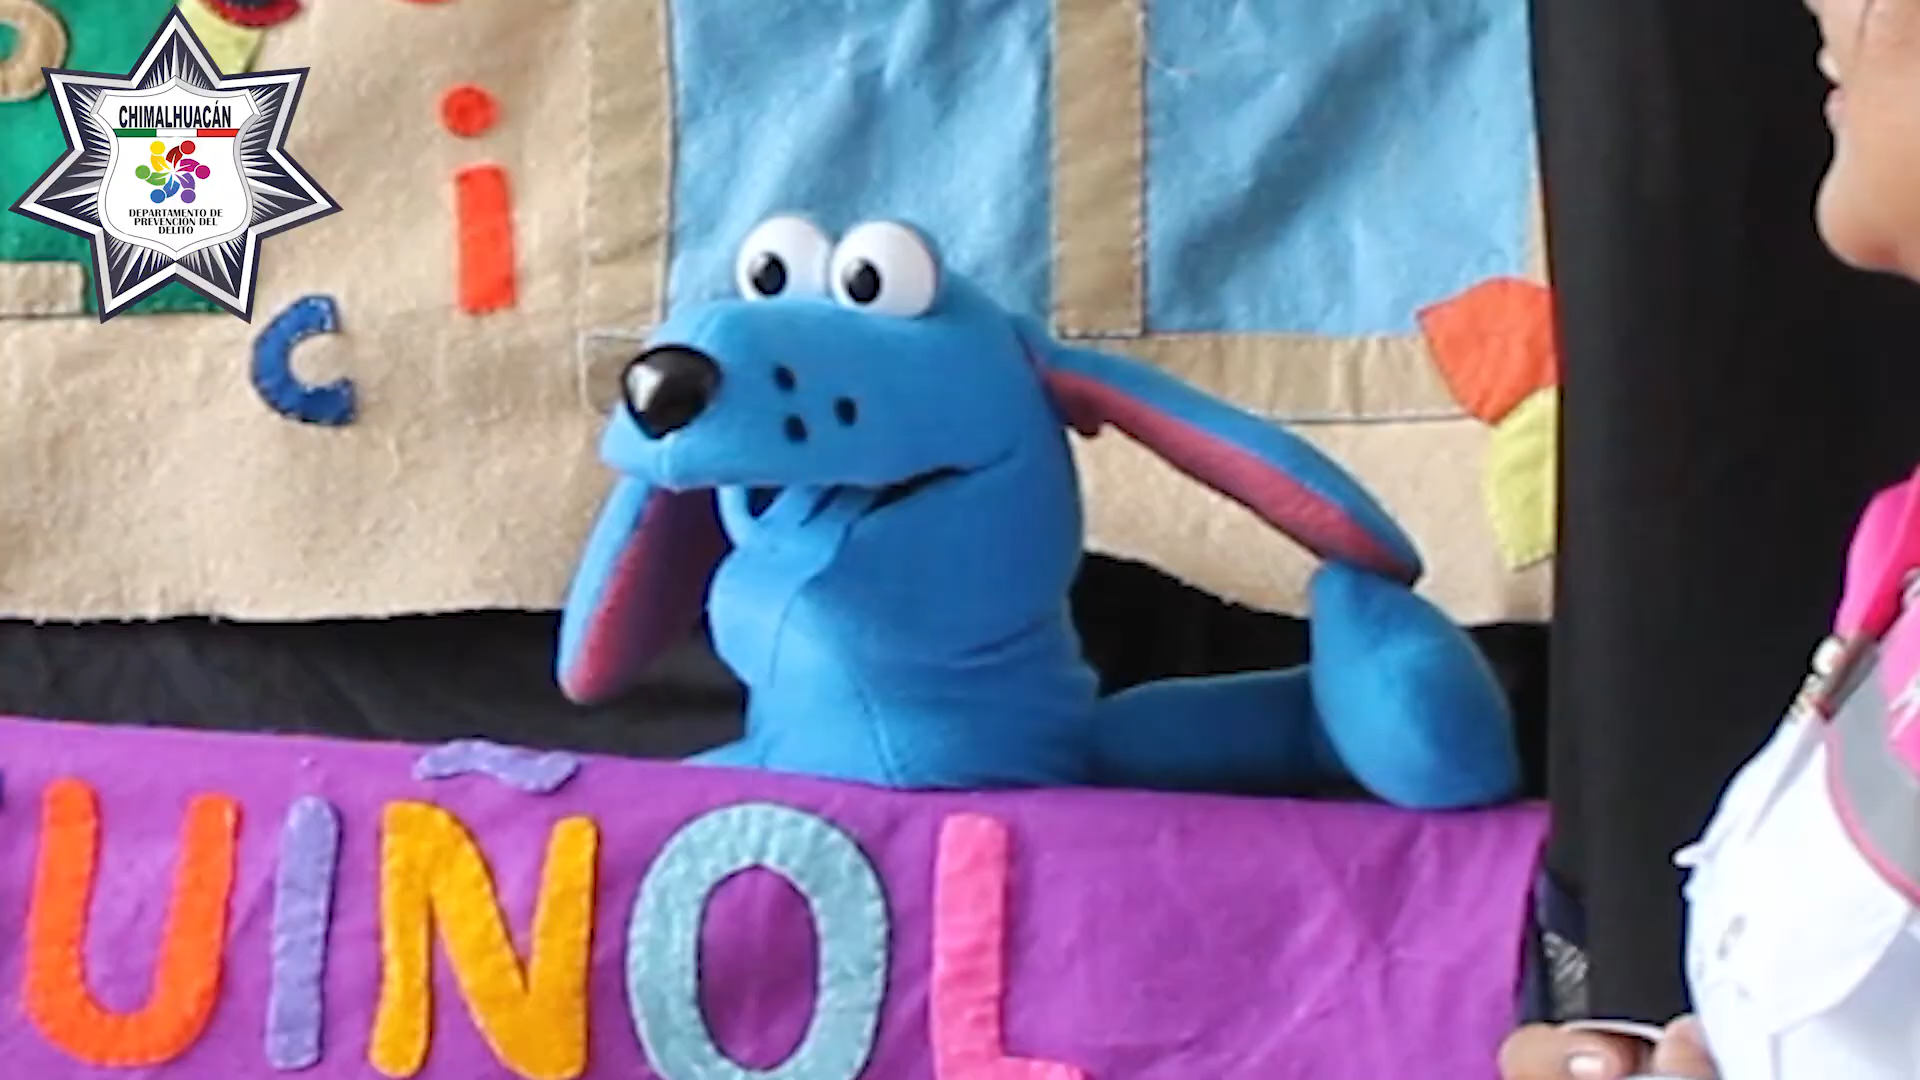 CHIMALHUACÁN
DEPARTAMENTO DE
PREVENCIÓN DEL
DELITO
i
c
UIÑOL